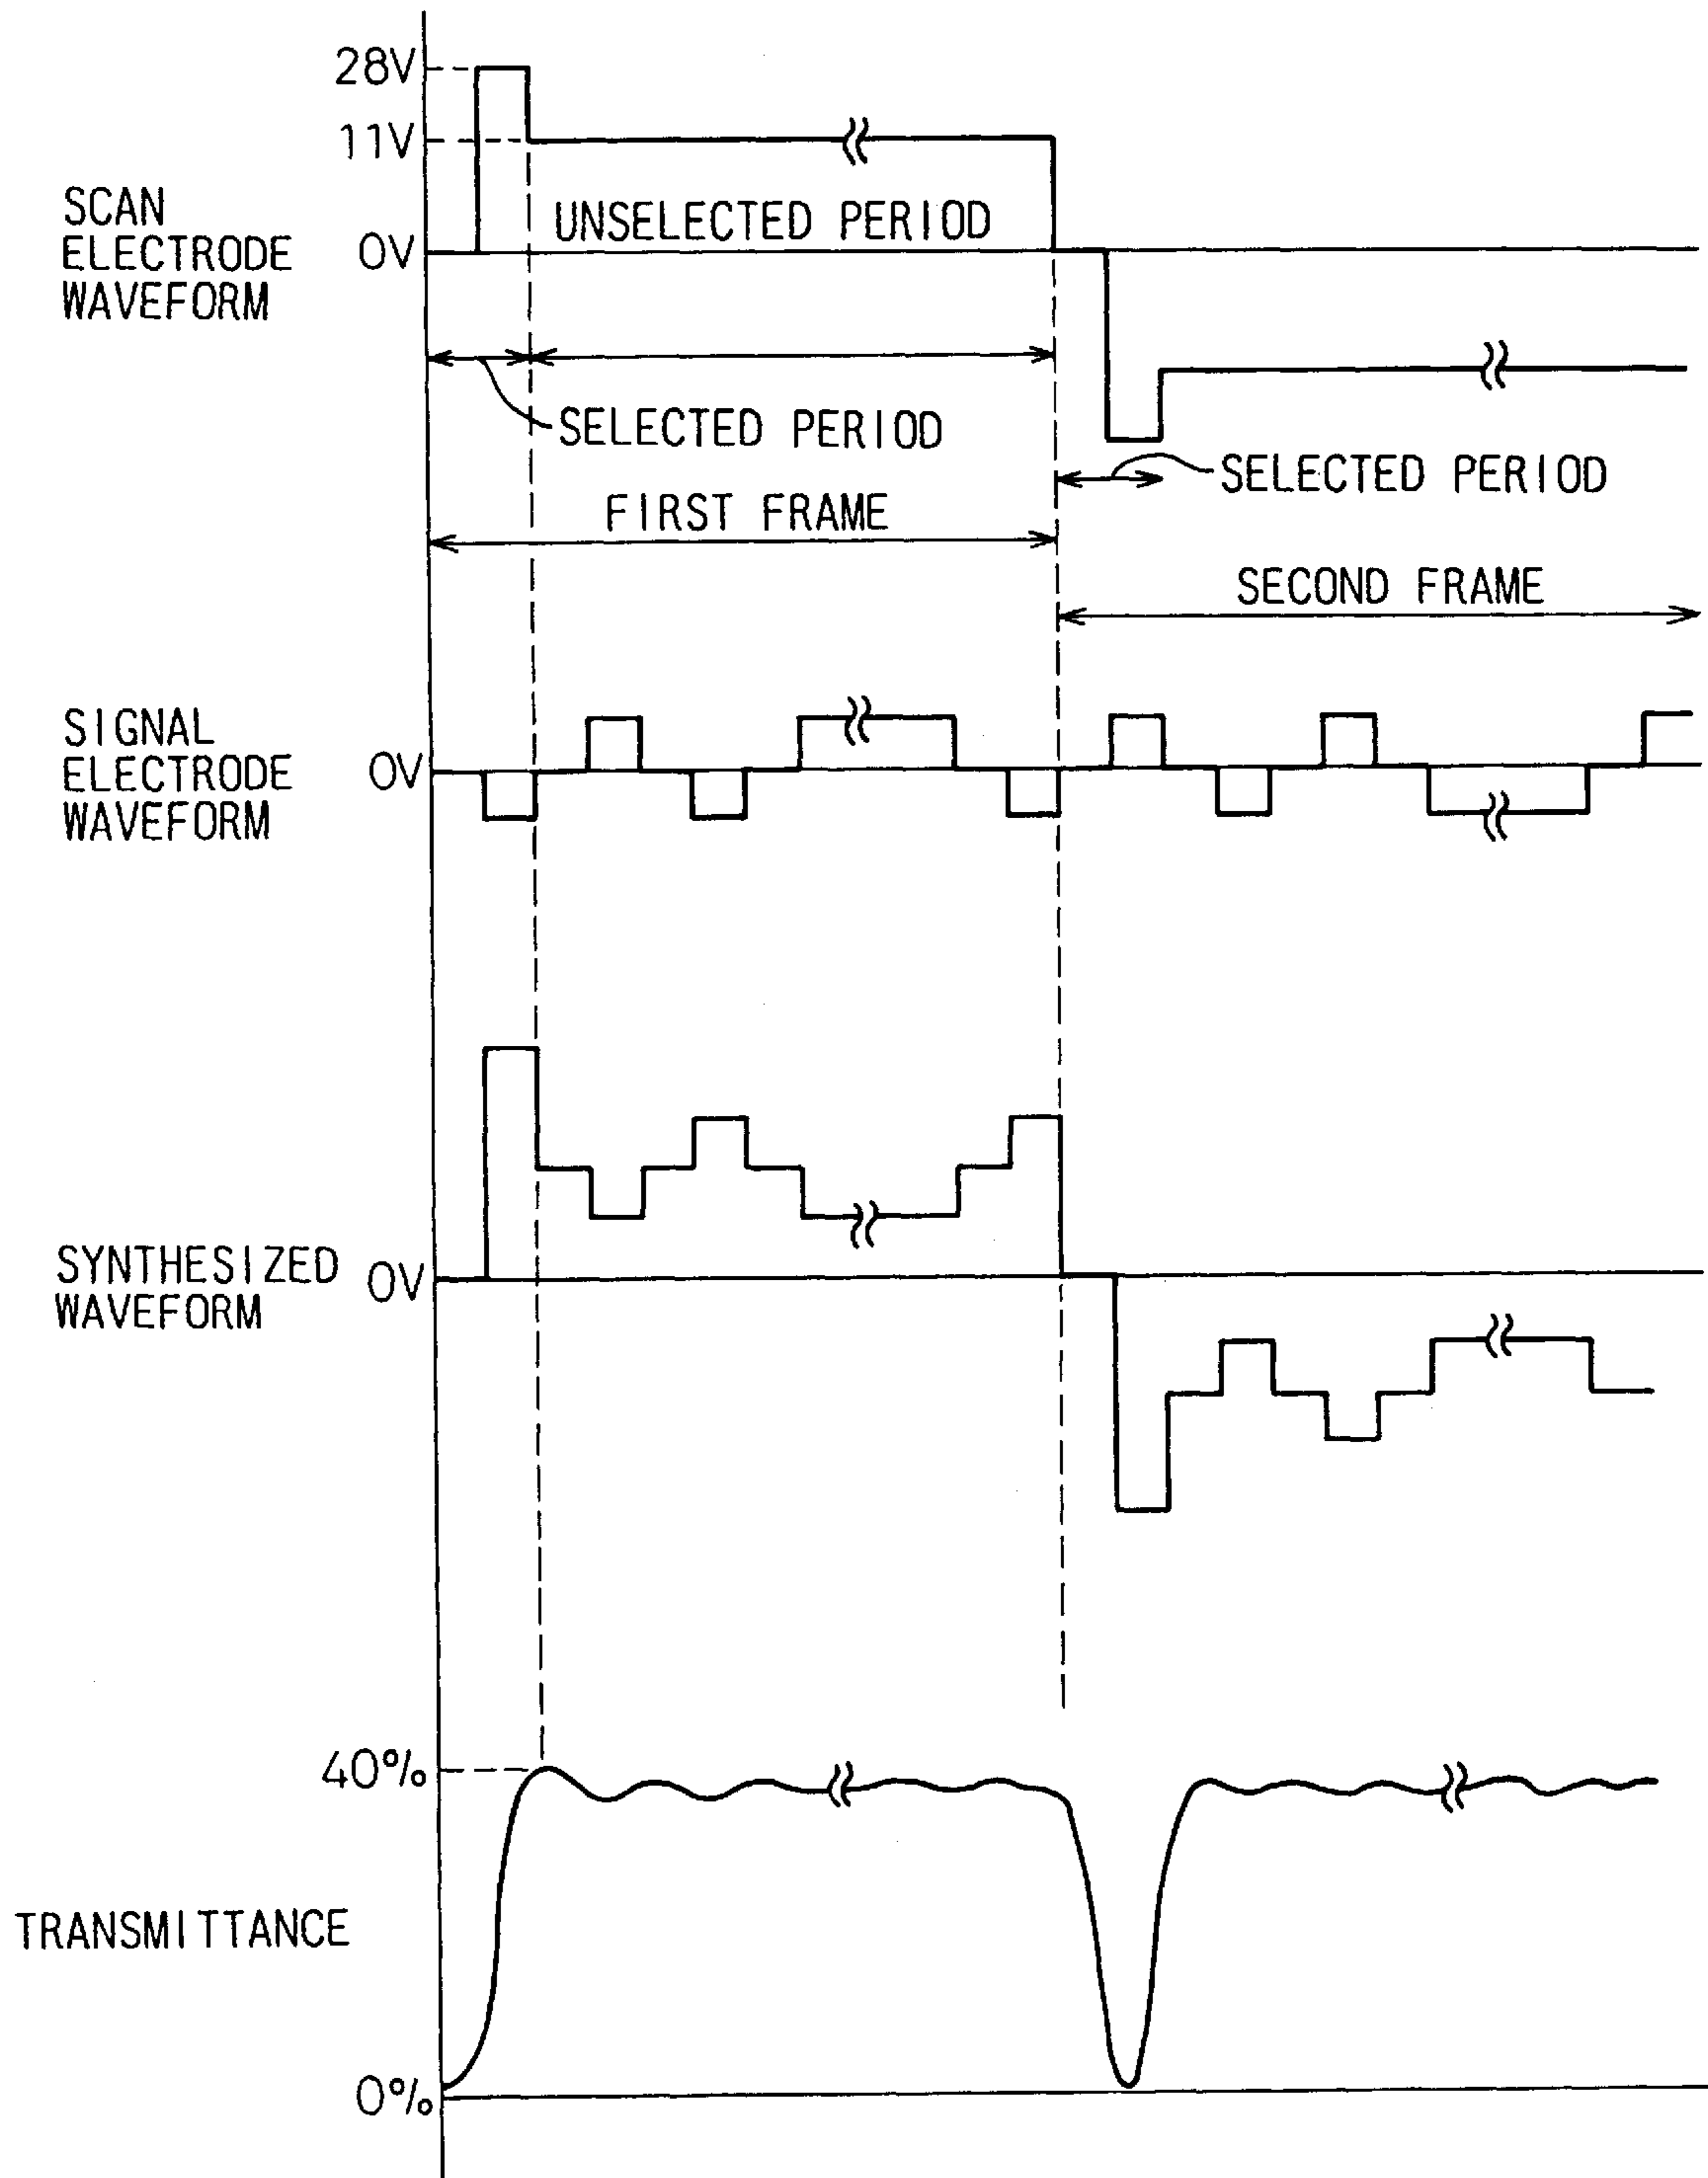 28V
11V
SCAN
ELECTRODE
WAVEFORM
0V
UNSELECTED PERIOD
SELECTED PERIOD
SELECTED PERIOD
FIRST FRAME
SECOND FRAME
SIGNAL
ELECTRODE
WAVEFORM
0V
SYNTHESIZED
WAVEFORM
0V
40%
TRANSMITTANCE
0%